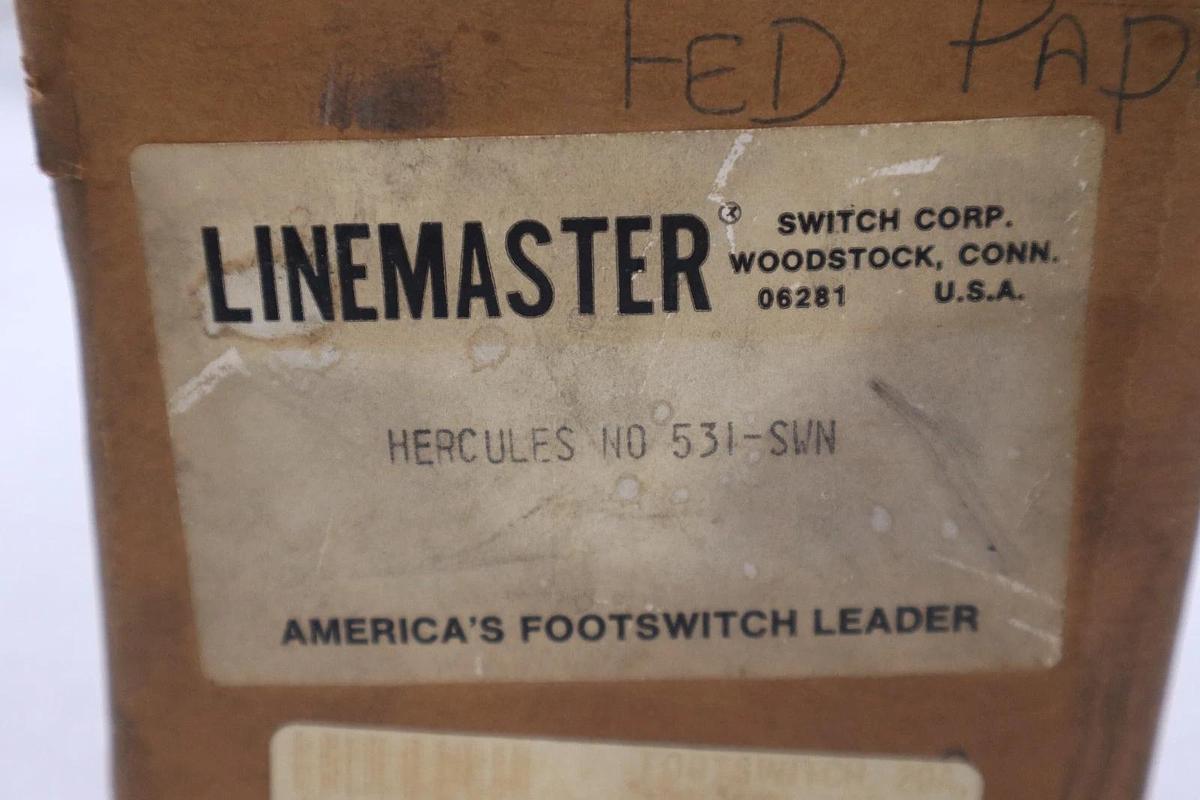 FED PAP
LINEMASTER® SWITCH CORP.
WOODSTOCK, CONN.
06281 U.S.A.
HERCULES NO 531-SWN
AMERICA'S FOOTSWITCH LEADER